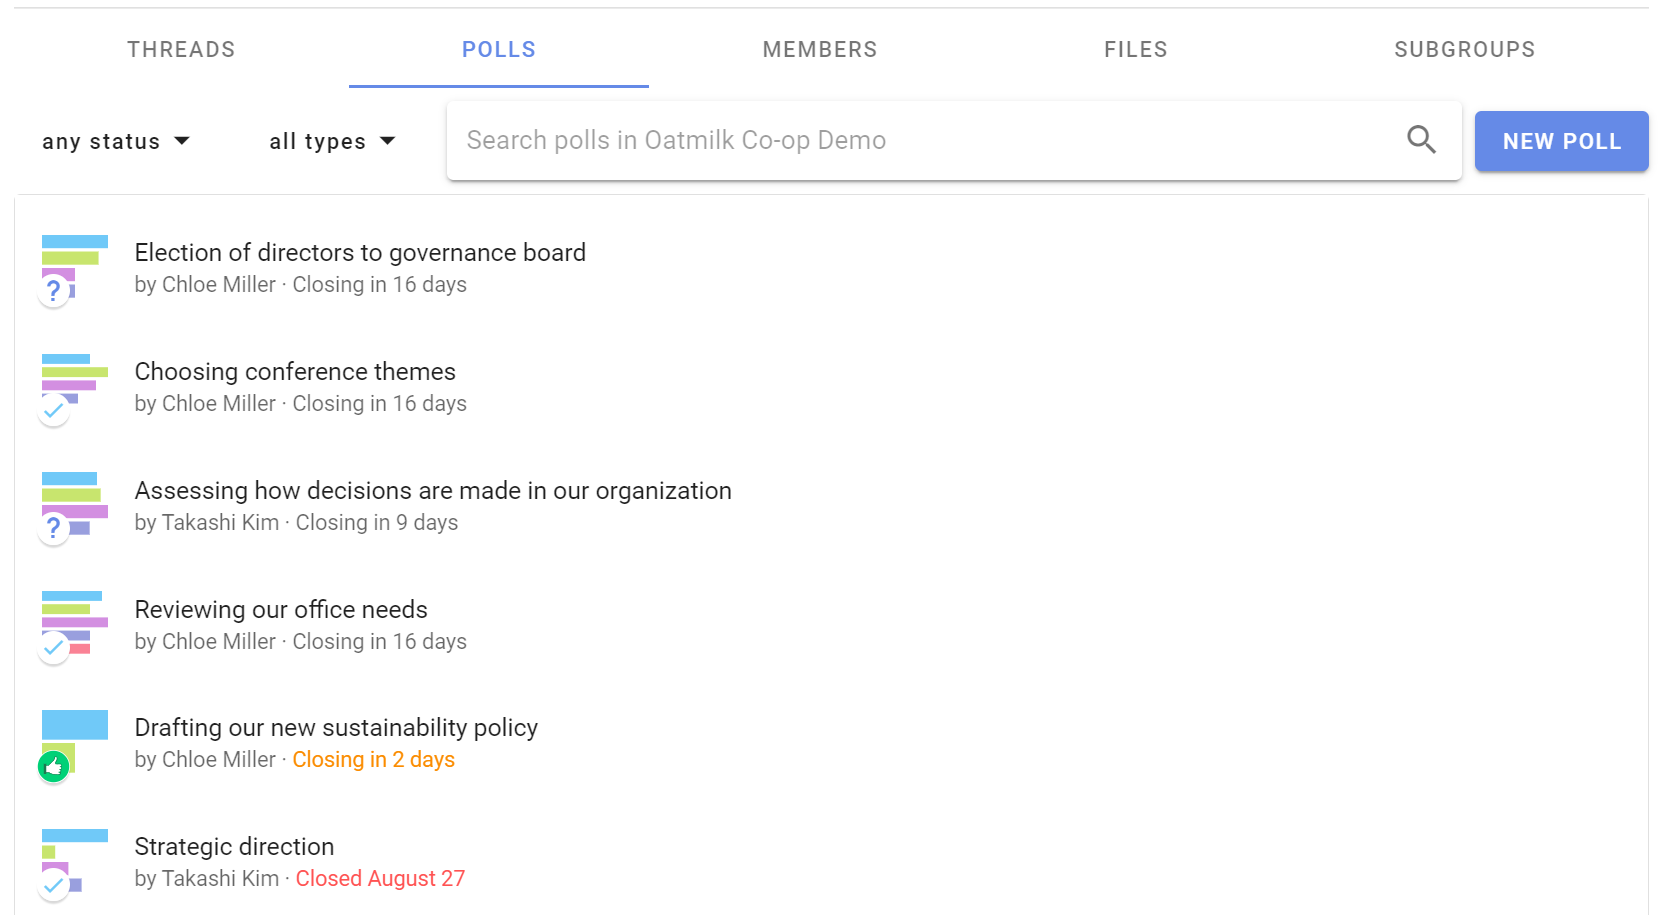 THREADS POLLS MEMBERS FILES SUBGROUPS
any status all types Search polls in Oatmilk Co-op Demo NEW POLL
Election of directors to governance board
by Chloe Miller · Closing in 16 days
?
Choosing conference themes
by Chloe Miller · Closing in 16 days
Assessing how decisions are made in our organization
by Takashi Kim · Closing in 9 days
?
Reviewing our office needs
by Chloe Miller · Closing in 16 days
Drafting our new sustainability policy
by Chloe Miller · Closing in 2 days
Strategic direction
by Takashi Kim · Closed August 27